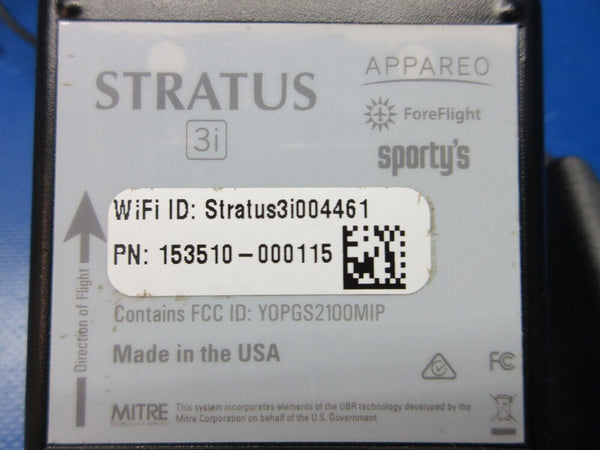 STRATUS
3i
APPAREO
ForeFlight
sporty's
WiFi ID: Stratus3i004461
PN: 153510-000115
Direction of Flight
Contains FCC ID: YOPGS2100MIP
Made in the USA
FC
MITRE
This system incorporates elements of the UBR technology developed by the
Mitre Corporation on behalf of the U.S. Government